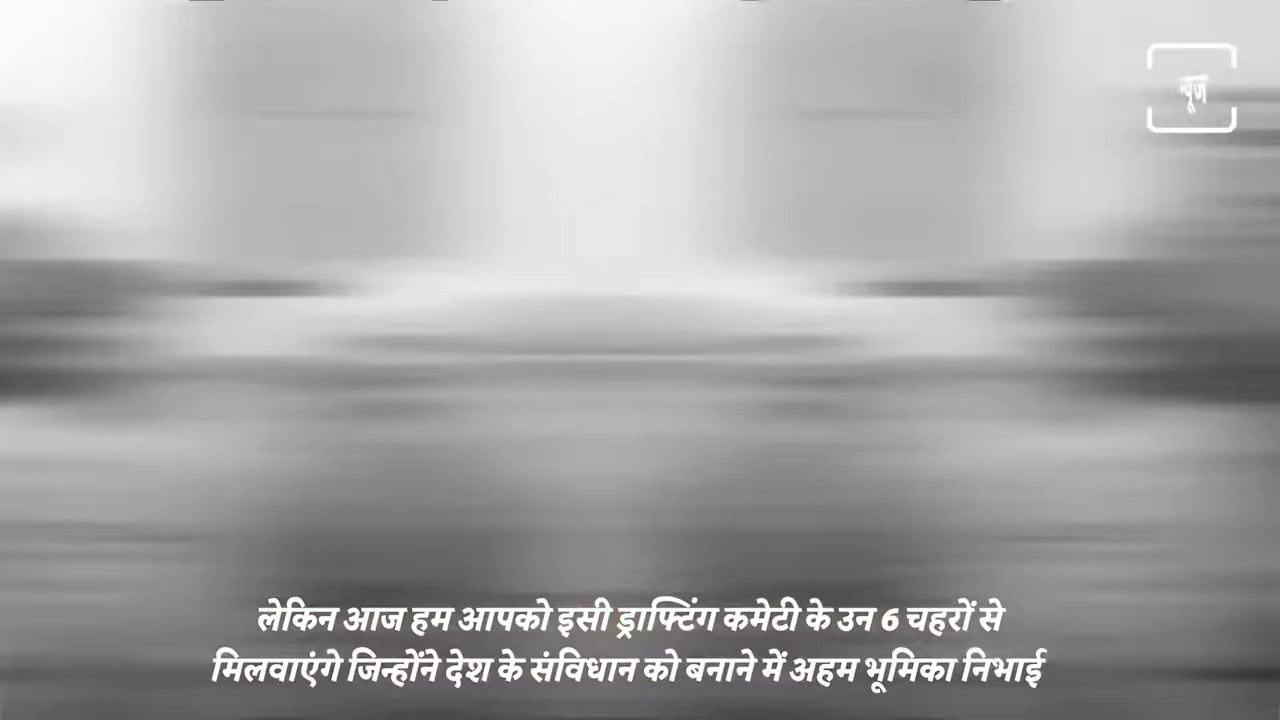 न्यूज
लेकिन आज हम आपको इसी ड्राफ्टिंग कमेटी के उन 6 चहरों से
मिलवाएंगे जिन्होंने देश के संविधान को बनाने में अहम भूमिका निभाई